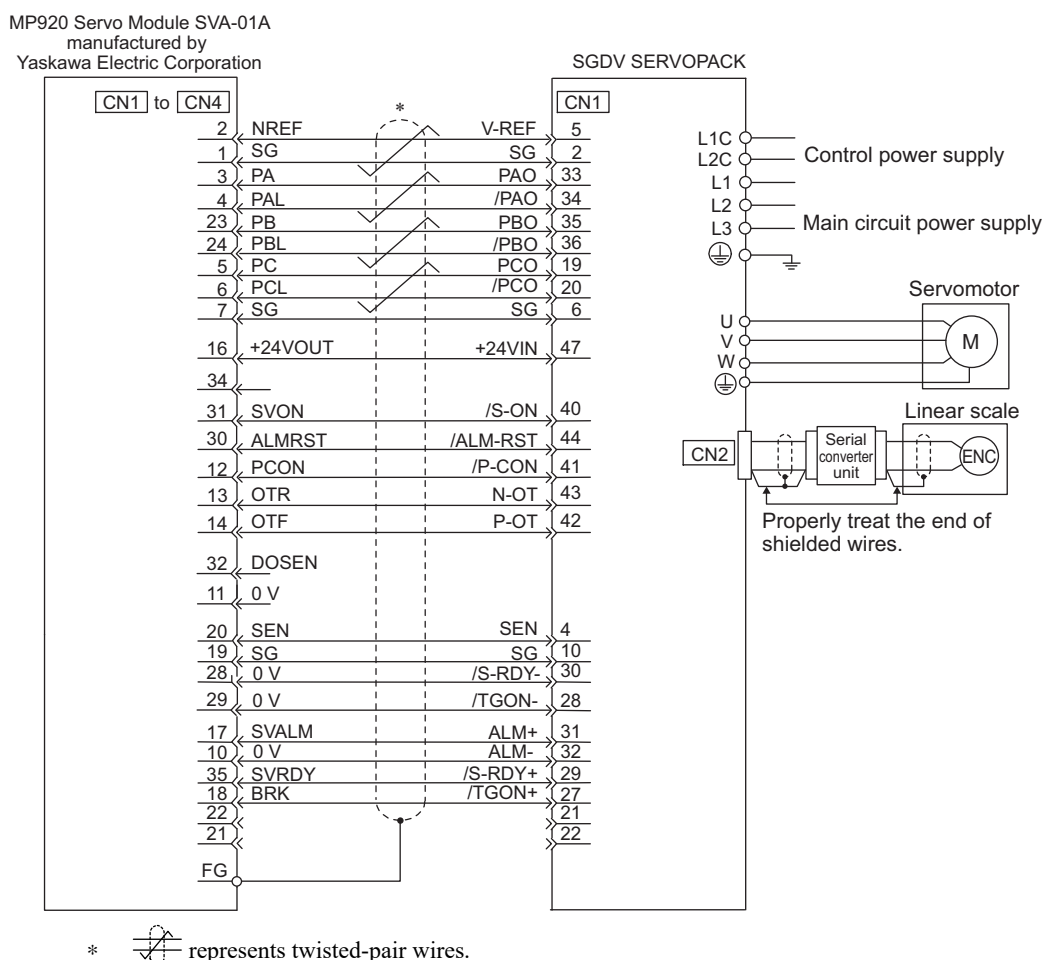 MP920 Servo Module SVA-01A
manufactured by
Yaskawa Electric Corporation
SGDV SERVOPACK
CN1 to CN4
*
CN1
2 NREF V-REF 5
1 SG SG 2
3 PA PAO 33
4 PAL /PAO 34
23 PB PBO 35
24 PBL /PBO 36
5 PC PCO 19
6 PCL /PCO 20
7 SG SG 6
16 +24VOUT +24VIN 47
34
31 SVON /S-ON 40
30 ALMRST /ALM-RST 44
12 PCON /P-CON 41
13 OTR N-OT 43
14 OTF P-OT 42
32 DOSEN
11 0 V
20 SEN SEN 4
19 SG SG 10
28 0 V /S-RDY- 30
29 0 V /TGON- 28
17 SVALM ALM+ 31
10 0 V ALM- 32
35 SVRDY /S-RDY+ 29
18 BRK /TGON+ 27
22 21
21 22
FG
L1C
L2C Control power supply
L1
L2
L3 Main circuit power supply
Servomotor
U
V M
W
Linear scale
CN2
Serial
converter
unit
ENC
Properly treat the end of
shielded wires.
* represents twisted-pair wires.